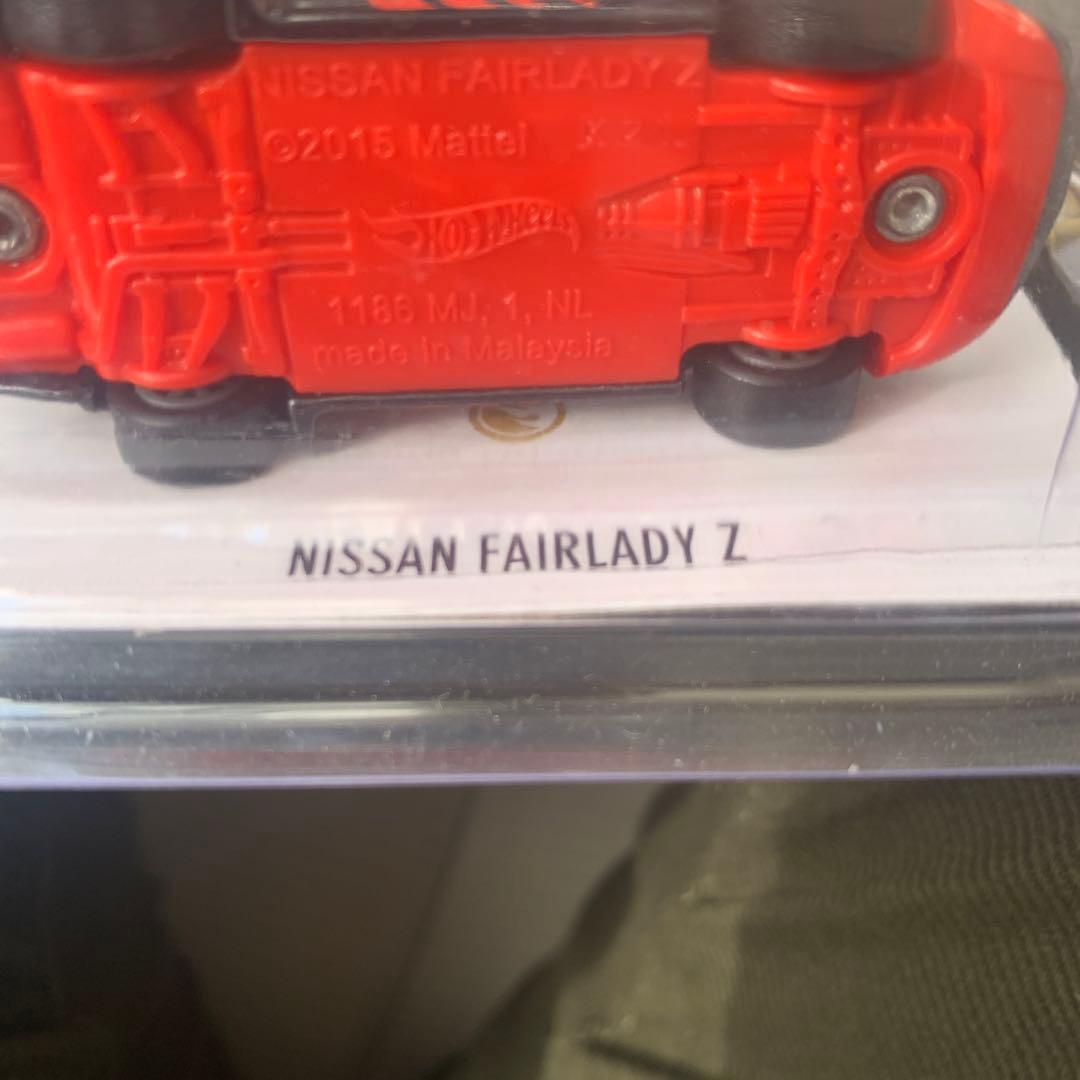 NISSAN FAIRLADY Z
©2015 Mattel
HOT WHEELS
1186 MJ, 1, NL
made in Malaysia
NISSAN FAIRLADY Z